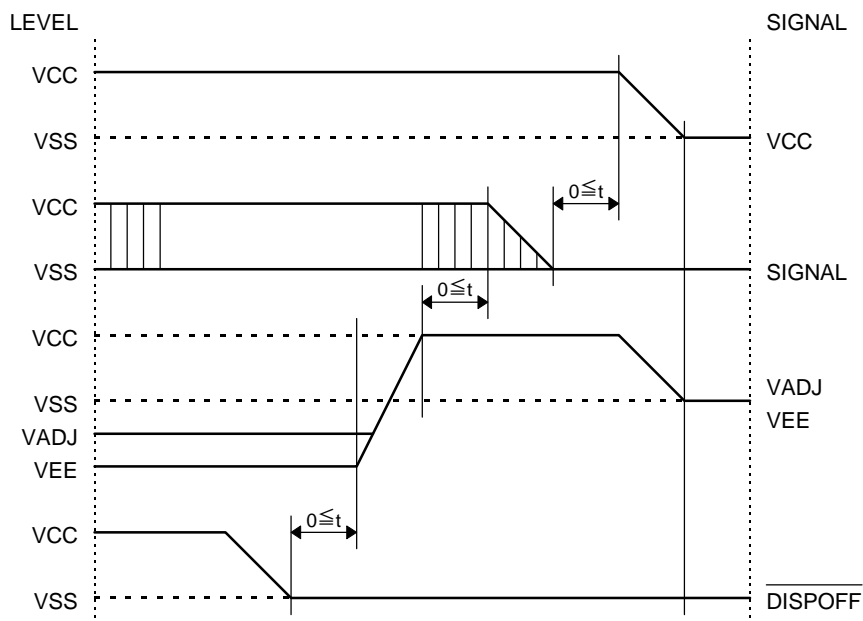 LEVEL SIGNAL
VCC
VSS VCC
VCC 0≦t
VSS SIGNAL
0≦t
VCC
VSS VADJ
VEE
VADJ
VEE
0≦t
VCC
VSS DISPOFF